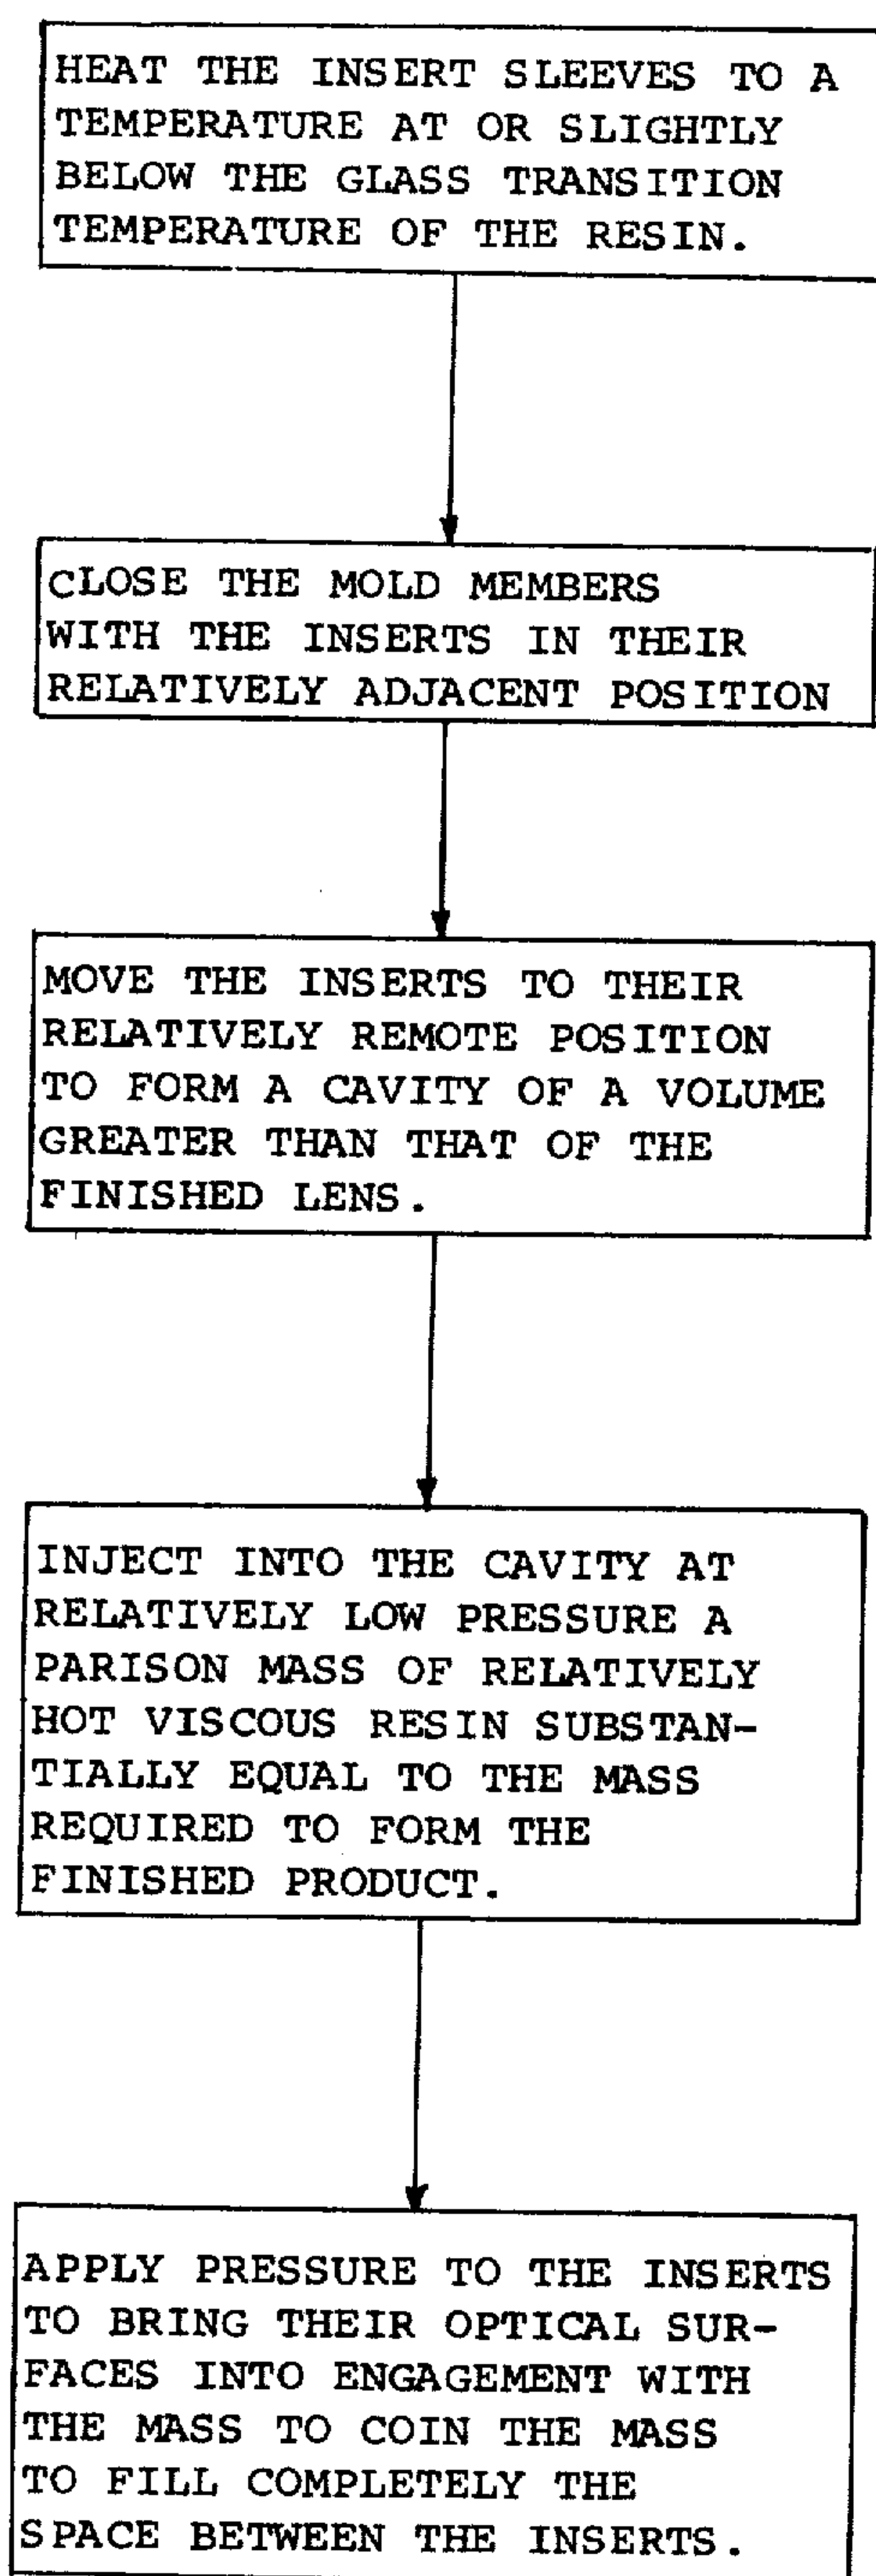 HEAT THE INSERT SLEEVES TO A
TEMPERATURE AT OR SLIGHTLY
BELOW THE GLASS TRANSITION
TEMPERATURE OF THE RESIN.
CLOSE THE MOLD MEMBERS
WITH THE INSERTS IN THEIR
RELATIVELY ADJACENT POSITION
MOVE THE INSERTS TO THEIR
RELATIVELY REMOTE POSITION
TO FORM A CAVITY OF A VOLUME
GREATER THAN THAT OF THE
FINISHED LENS.
INJECT INTO THE CAVITY AT
RELATIVELY LOW PRESSURE A
PARISON MASS OF RELATIVELY
HOT VISCOUS RESIN SUBSTAN-
TIALLY EQUAL TO THE MASS
REQUIRED TO FORM THE
FINISHED PRODUCT.
APPLY PRESSURE TO THE INSERTS
TO BRING THEIR OPTICAL SUR-
FACES INTO ENGAGEMENT WITH
THE MASS TO COIN THE MASS
TO FILL COMPLETELY THE
SPACE BETWEEN THE INSERTS.